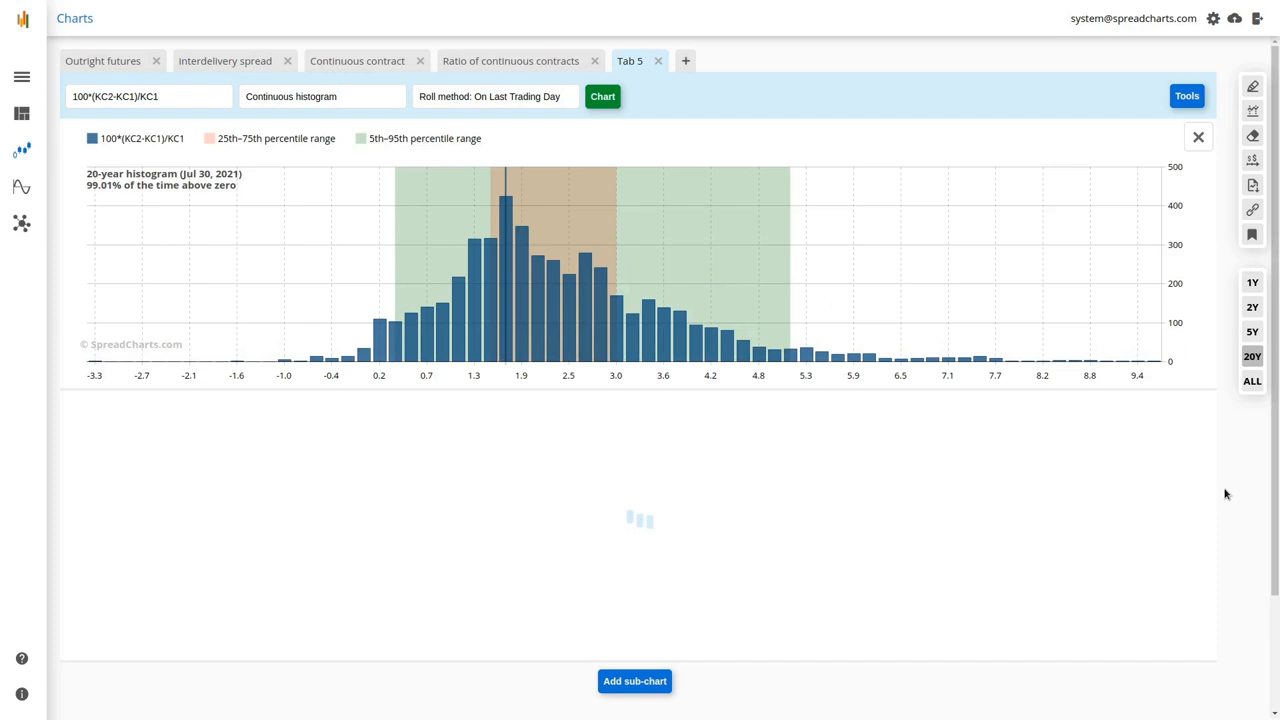 Charts
system@spreadcharts.com
Outright futures
Interdelivery spread
Continuous contract
Ratio of continuous contracts
Tab 5
+
100*(KC2-KC1)/KC1
Continuous histogram
Roll method: On Last Trading Day
Chart
Tools
100*(KC2-KC1)/KC1
25th–75th percentile range
5th–95th percentile range
20-year histogram (Jul 30, 2021)
99.01% of the time above zero
500
400
300
200
100
0
© SpreadCharts.com
-3.3 -2.7 -2.1 -1.6 -1.0 -0.4 0.2 0.7 1.3 1.9 2.5 3.0 3.6 4.2 4.8 5.3 5.9 6.5 7.1 7.7 8.2 8.8 9.4
1Y
2Y
5Y
20Y
ALL
Add sub-chart